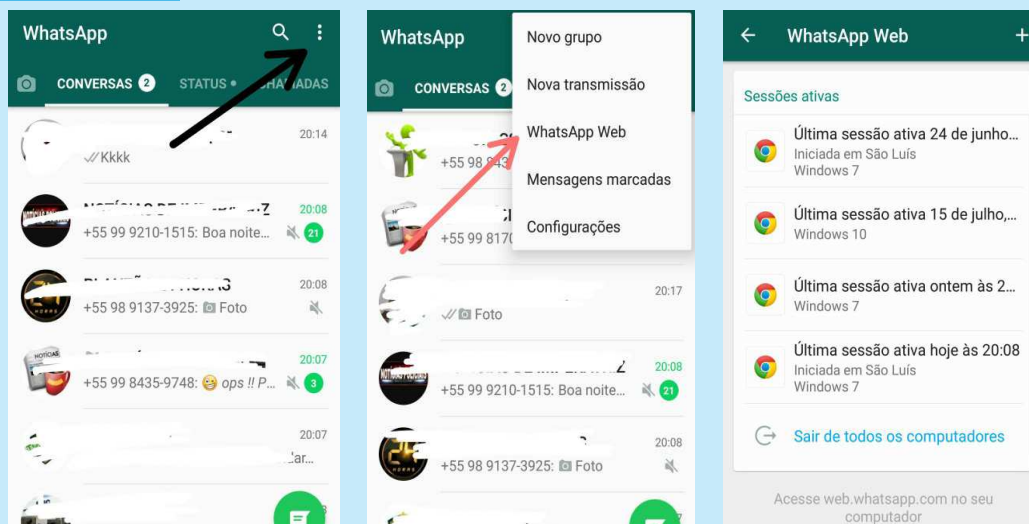 WhatsApp
CONVERSAS 2 STATUS
20:14
Kkkk
20:08
+55 99 9210-1515: Boa noite... 21
20:08
+55 98 9137-3925: Foto
20:07
+55 99 8435-9748: ops !! P... 3
20:07
WhatsApp
CONVERSAS 2
Novo grupo
Nova transmissão
WhatsApp Web
Mensagens marcadas
Configurações
+55 98
+55 99 8170
20:17
Foto
20:08
+55 99 9210-1515: Boa noite... 21
20:08
+55 98 9137-3925: Foto
WhatsApp Web
Sessões ativas
Última sessão ativa 24 de junho...
Iniciada em São Luís
Windows 7
Última sessão ativa 15 de julho,...
Windows 10
Última sessão ativa ontem às 2...
Windows 7
Última sessão ativa hoje às 20:08
Iniciada em São Luís
Windows 7
Sair de todos os computadores
Acesse web.whatsapp.com no seu
computador